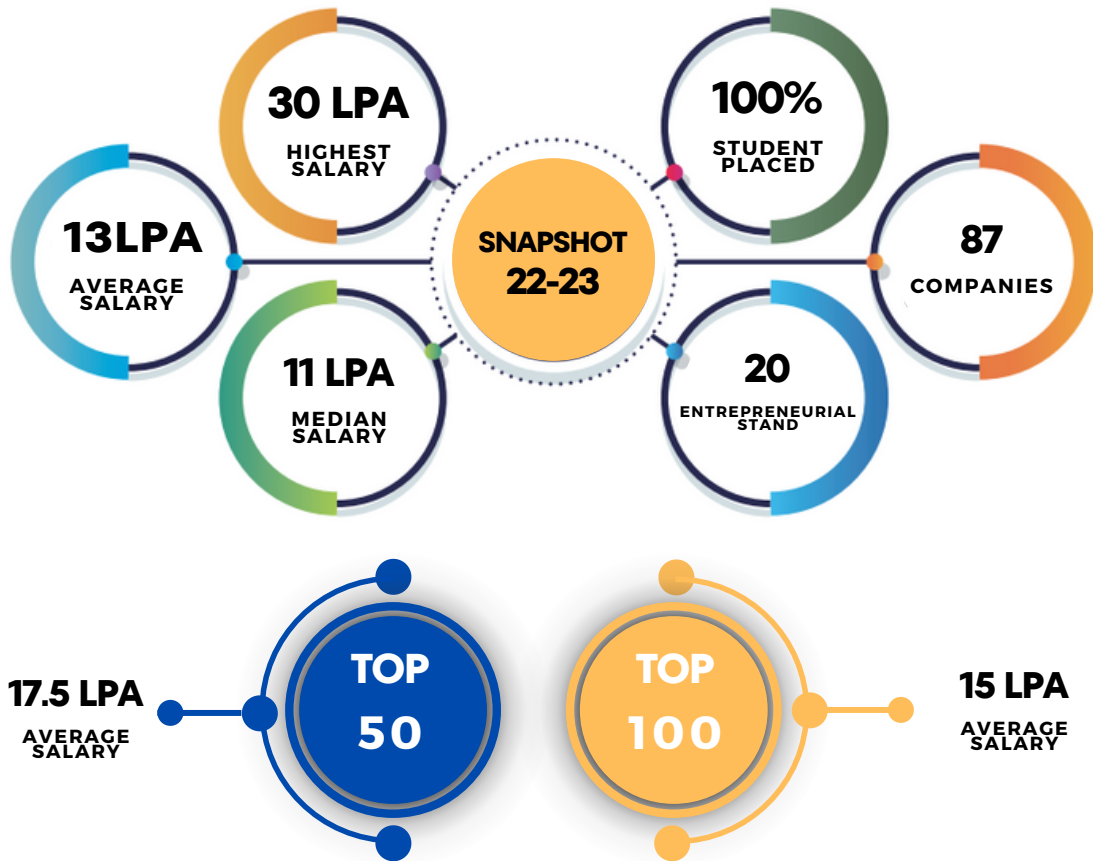 30 LPA
HIGHEST
SALARY
100%
STUDENT
PLACED
13LPA
AVERAGE
SALARY
SNAPSHOT
22-23
87
COMPANIES
11 LPA
MEDIAN
SALARY
20
ENTREPRENEURIAL
STAND
17.5 LPA
AVERAGE
SALARY
TOP
50
TOP
100
15 LPA
AVERAGE
SALARY